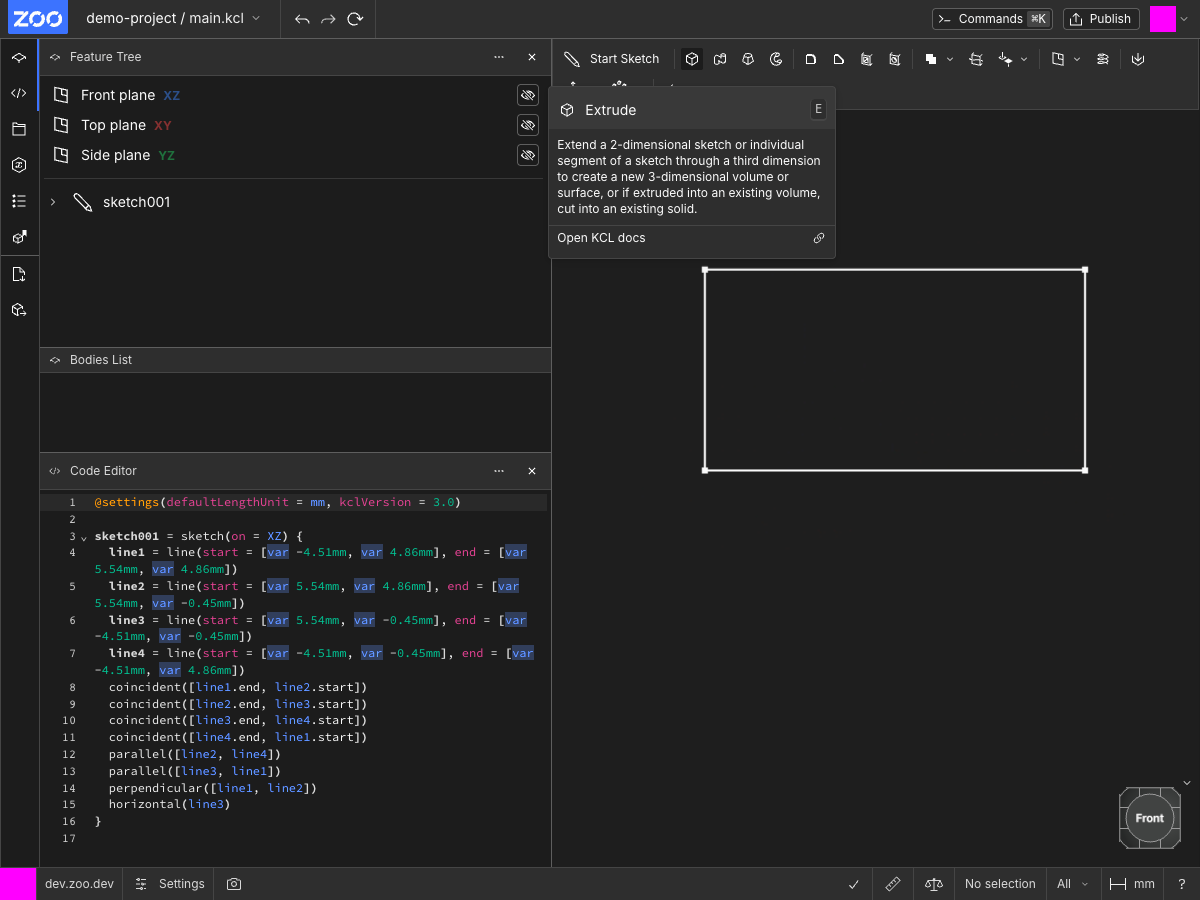 ZOO
demo-project / main.kcl
Commands ⌘K
Publish
Feature Tree
Front plane XZ
Top plane XY
Side plane YZ
sketch001
Start Sketch
Extrude E
Extend a 2-dimensional sketch or individual
segment of a sketch through a third dimension
to create a new 3-dimensional volume or
surface, or if extruded into an existing volume,
cut into an existing solid.
Open KCL docs
Bodies List
Code Editor
1 @settings(defaultLengthUnit = mm, kclVersion = 3.0)
2
3 sketch001 = sketch(on = XZ) {
4 line1 = line(start = [var -4.51mm, var 4.86mm], end = [var
5.54mm, var 4.86mm])
5 line2 = line(start = [var 5.54mm, var 4.86mm], end = [var
5.54mm, var -0.45mm])
6 line3 = line(start = [var 5.54mm, var -0.45mm], end = [var
-4.51mm, var -0.45mm])
7 line4 = line(start = [var -4.51mm, var -0.45mm], end = [var
-4.51mm, var 4.86mm])
8 coincident([line1.end, line2.start])
9 coincident([line2.end, line3.start])
10 coincident([line3.end, line4.start])
11 coincident([line4.end, line1.start])
12 parallel([line2, line4])
13 parallel([line3, line1])
14 perpendicular([line1, line2])
15 horizontal(line3)
16 }
17
Front
dev.zoo.dev
Settings
No selection
All
mm
?